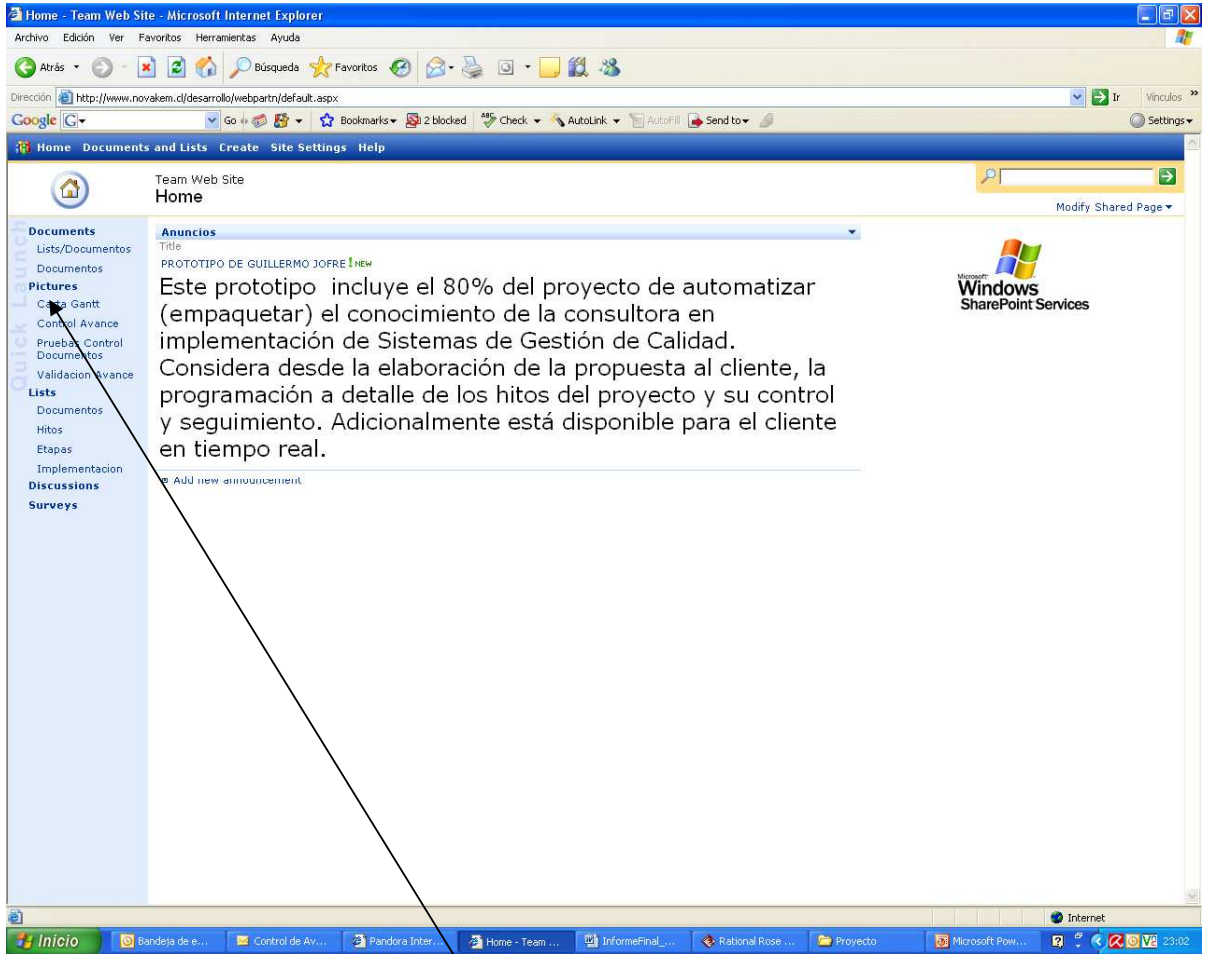 Home - Team Web Site - Microsoft Internet Explorer
Archivo Edición Ver Favoritos Herramientas Ayuda
Atrás Búsqueda Favoritos
Dirección http://www.novakem.cl/desarrollo/webpartn/default.aspx Ir Vínculos »
Google G Go Bookmarks 2 blocked ABC Check AutoLink AutoFill Send to Settings
Home Documents and Lists Create Site Settings Help
Team Web Site
Home
Modify Shared Page
Quick Launch
Documents
Lists/Documentos
Documentos
Pictures
Carta Gantt
Control Avance
Pruebas Control
Documentos
Validacion Avance
Lists
Documentos
Hitos
Etapas
Implementacion
Discussions
Surveys
Anuncios
Title
PROTOTIPO DE GUILLERMO JOFRE ! NEW
Este prototipo incluye el 80% del proyecto de automatizar
(empaquetar) el conocimiento de la consultora en
implementación de Sistemas de Gestión de Calidad.
Considera desde la elaboración de la propuesta al cliente, la
programación a detalle de los hitos del proyecto y su control
y seguimiento. Adicionalmente está disponible para el cliente
en tiempo real.
Add new announcement
Microsoft
Windows
SharePoint Services
Internet
Inicio Bandeja de e... Control de Av... Pandora Inter... Home - Team ... InformeFinal_... Rational Rose ... Proyecto Microsoft Pow... 23:02